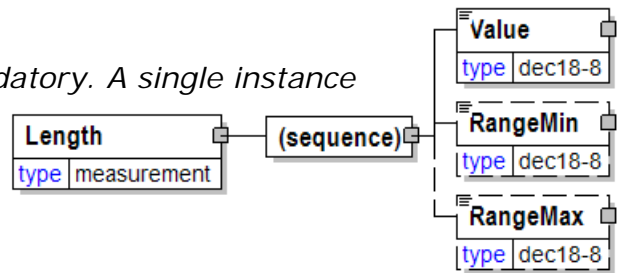 Value
type dec18-8
datory. A single instance
RangeMin
type dec18-8
Length
type measurement
(sequence)
RangeMax
type dec18-8